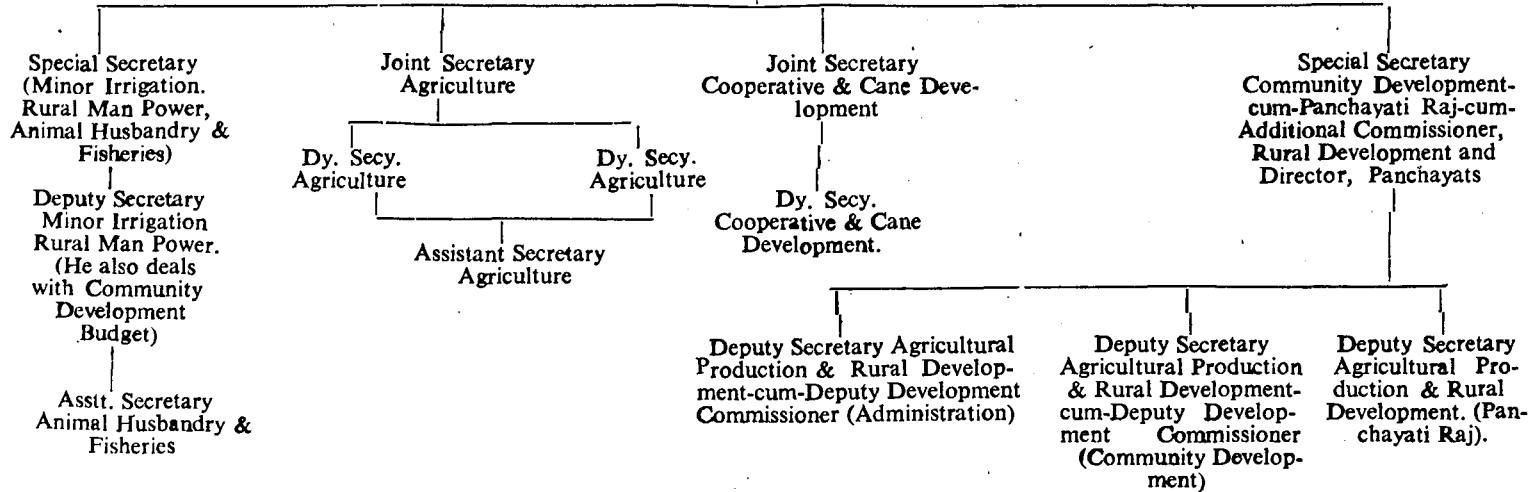 Special Secretary
(Minor Irrigation.
Rural Man Power,
Animal Husbandry &
Fisheries)
Deputy Secretary
Minor Irrigation
Rural Man Power.
(He also deals
with Community
Development
Budget)
Asstt. Secretary
Animal Husbandry &
Fisheries
Joint Secretary
Agriculture
Dy. Secy.
Agriculture
Dy. Secy.
Agriculture
Assistant Secretary
Agriculture
Joint Secretary
Cooperative & Cane Deve-
lopment
Dy. Secy.
Cooperative & Cane
Development.
Special Secretary
Community Development-
cum-Panchayati Raj-cum-
Additional Commissioner,
Rural Development and
Director, Panchayats
Deputy Secretary Agricultural
Production & Rural Develop-
ment-cum-Deputy Development
Commissioner (Administration)
Deputy Secretary
Agricultural Production
& Rural Development-
cum-Deputy Develop-
ment Commissioner
(Community Develop-
ment)
Deputy Secretary
Agricultural Pro-
duction & Rural
Development. (Pan-
chayati Raj).